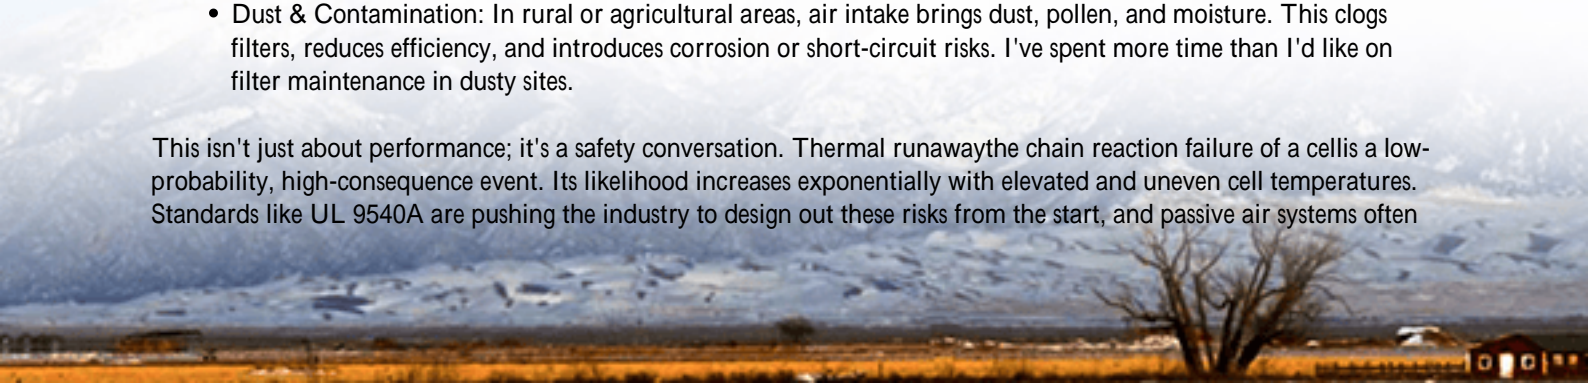 • Dust & Contamination: In rural or agricultural areas, air intake brings dust, pollen, and moisture. This clogs
filters, reduces efficiency, and introduces corrosion or short-circuit risks. I've spent more time than I'd like on
filter maintenance in dusty sites.
This isn't just about performance; it's a safety conversation. Thermal runawaythe chain reaction failure of a cellis a low-
probability, high-consequence event. Its likelihood increases exponentially with elevated and uneven cell temperatures.
Standards like UL 9540A are pushing the industry to design out these risks from the start, and passive air systems often